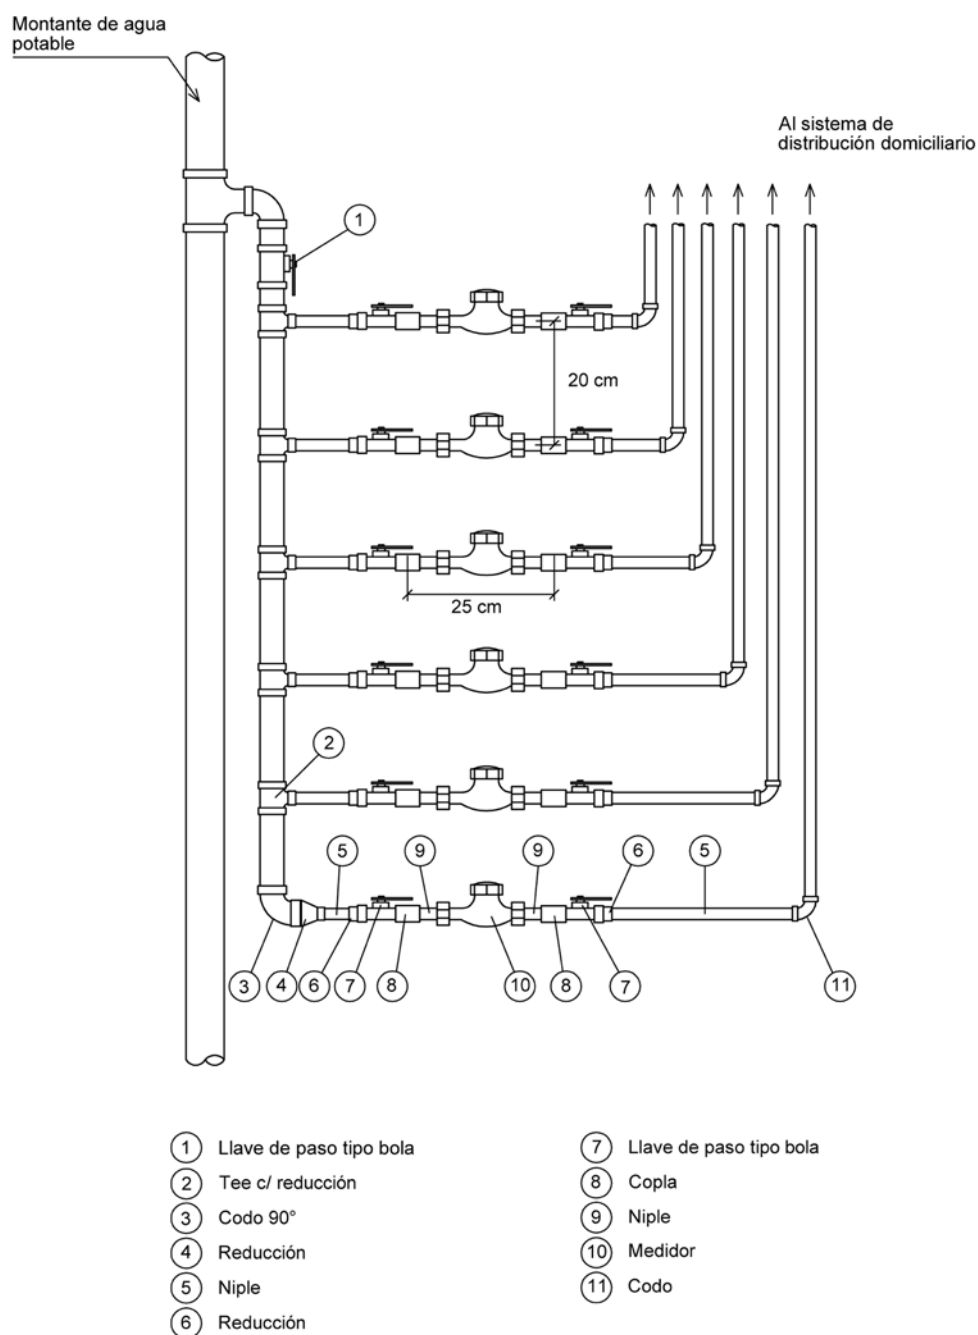 Montante de agua
potable
Al sistema de
distribución domiciliario
1
20 cm
25 cm
2
5
9
9
6
5
3
4
6
7
8
10
8
7
11
1 Llave de paso tipo bola
2 Tee c/ reducción
3 Codo 90°
4 Reducción
5 Niple
6 Reducción
7 Llave de paso tipo bola
8 Copla
9 Niple
10 Medidor
11 Codo